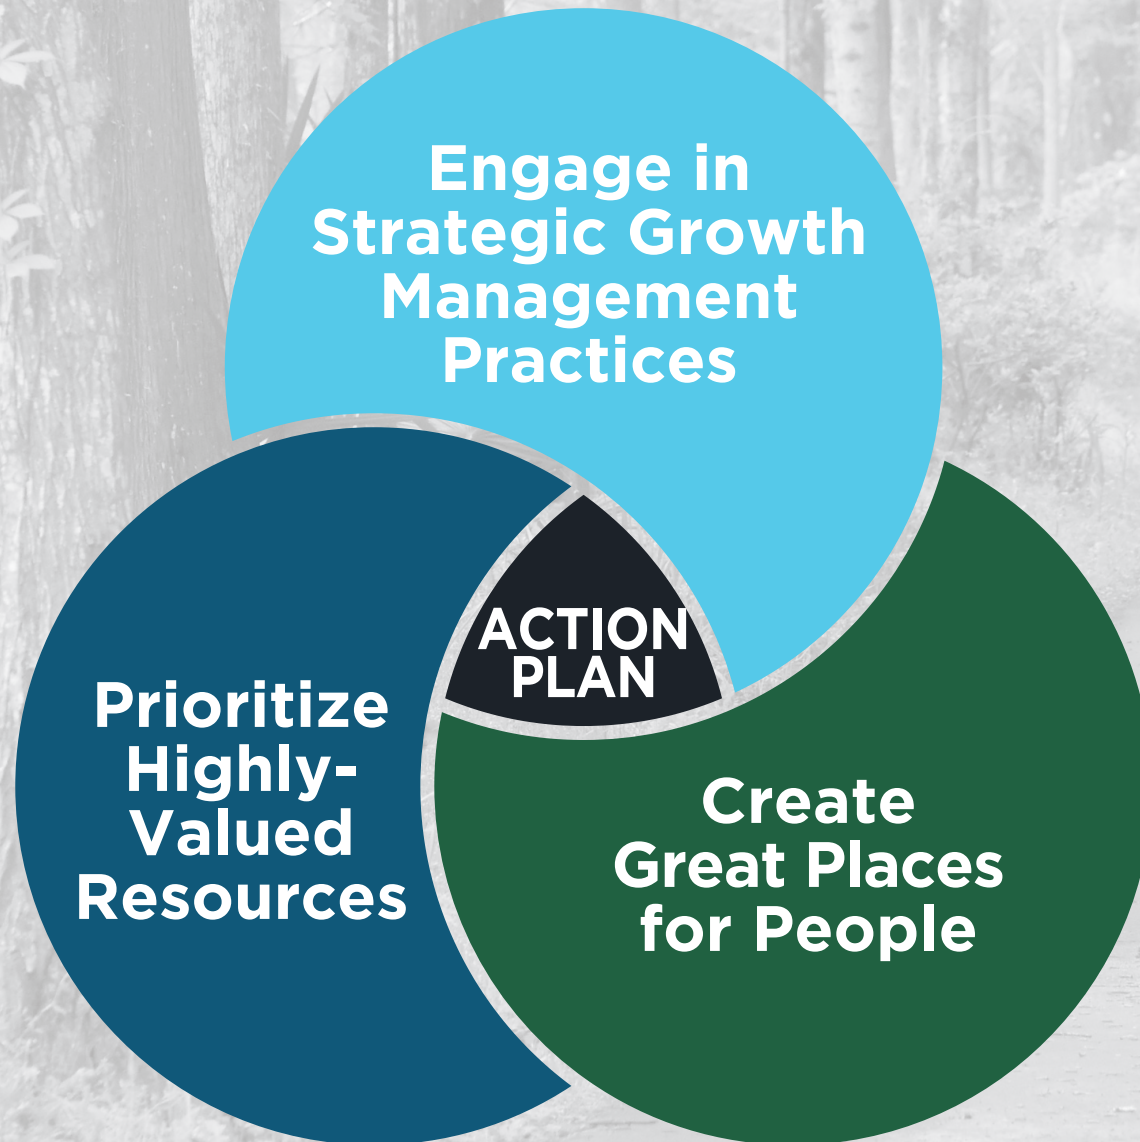 Engage in
Strategic Growth
Management
Practices
ACTION
PLAN
Prioritize
Highly-
Valued
Resources
Create
Great Places
for People